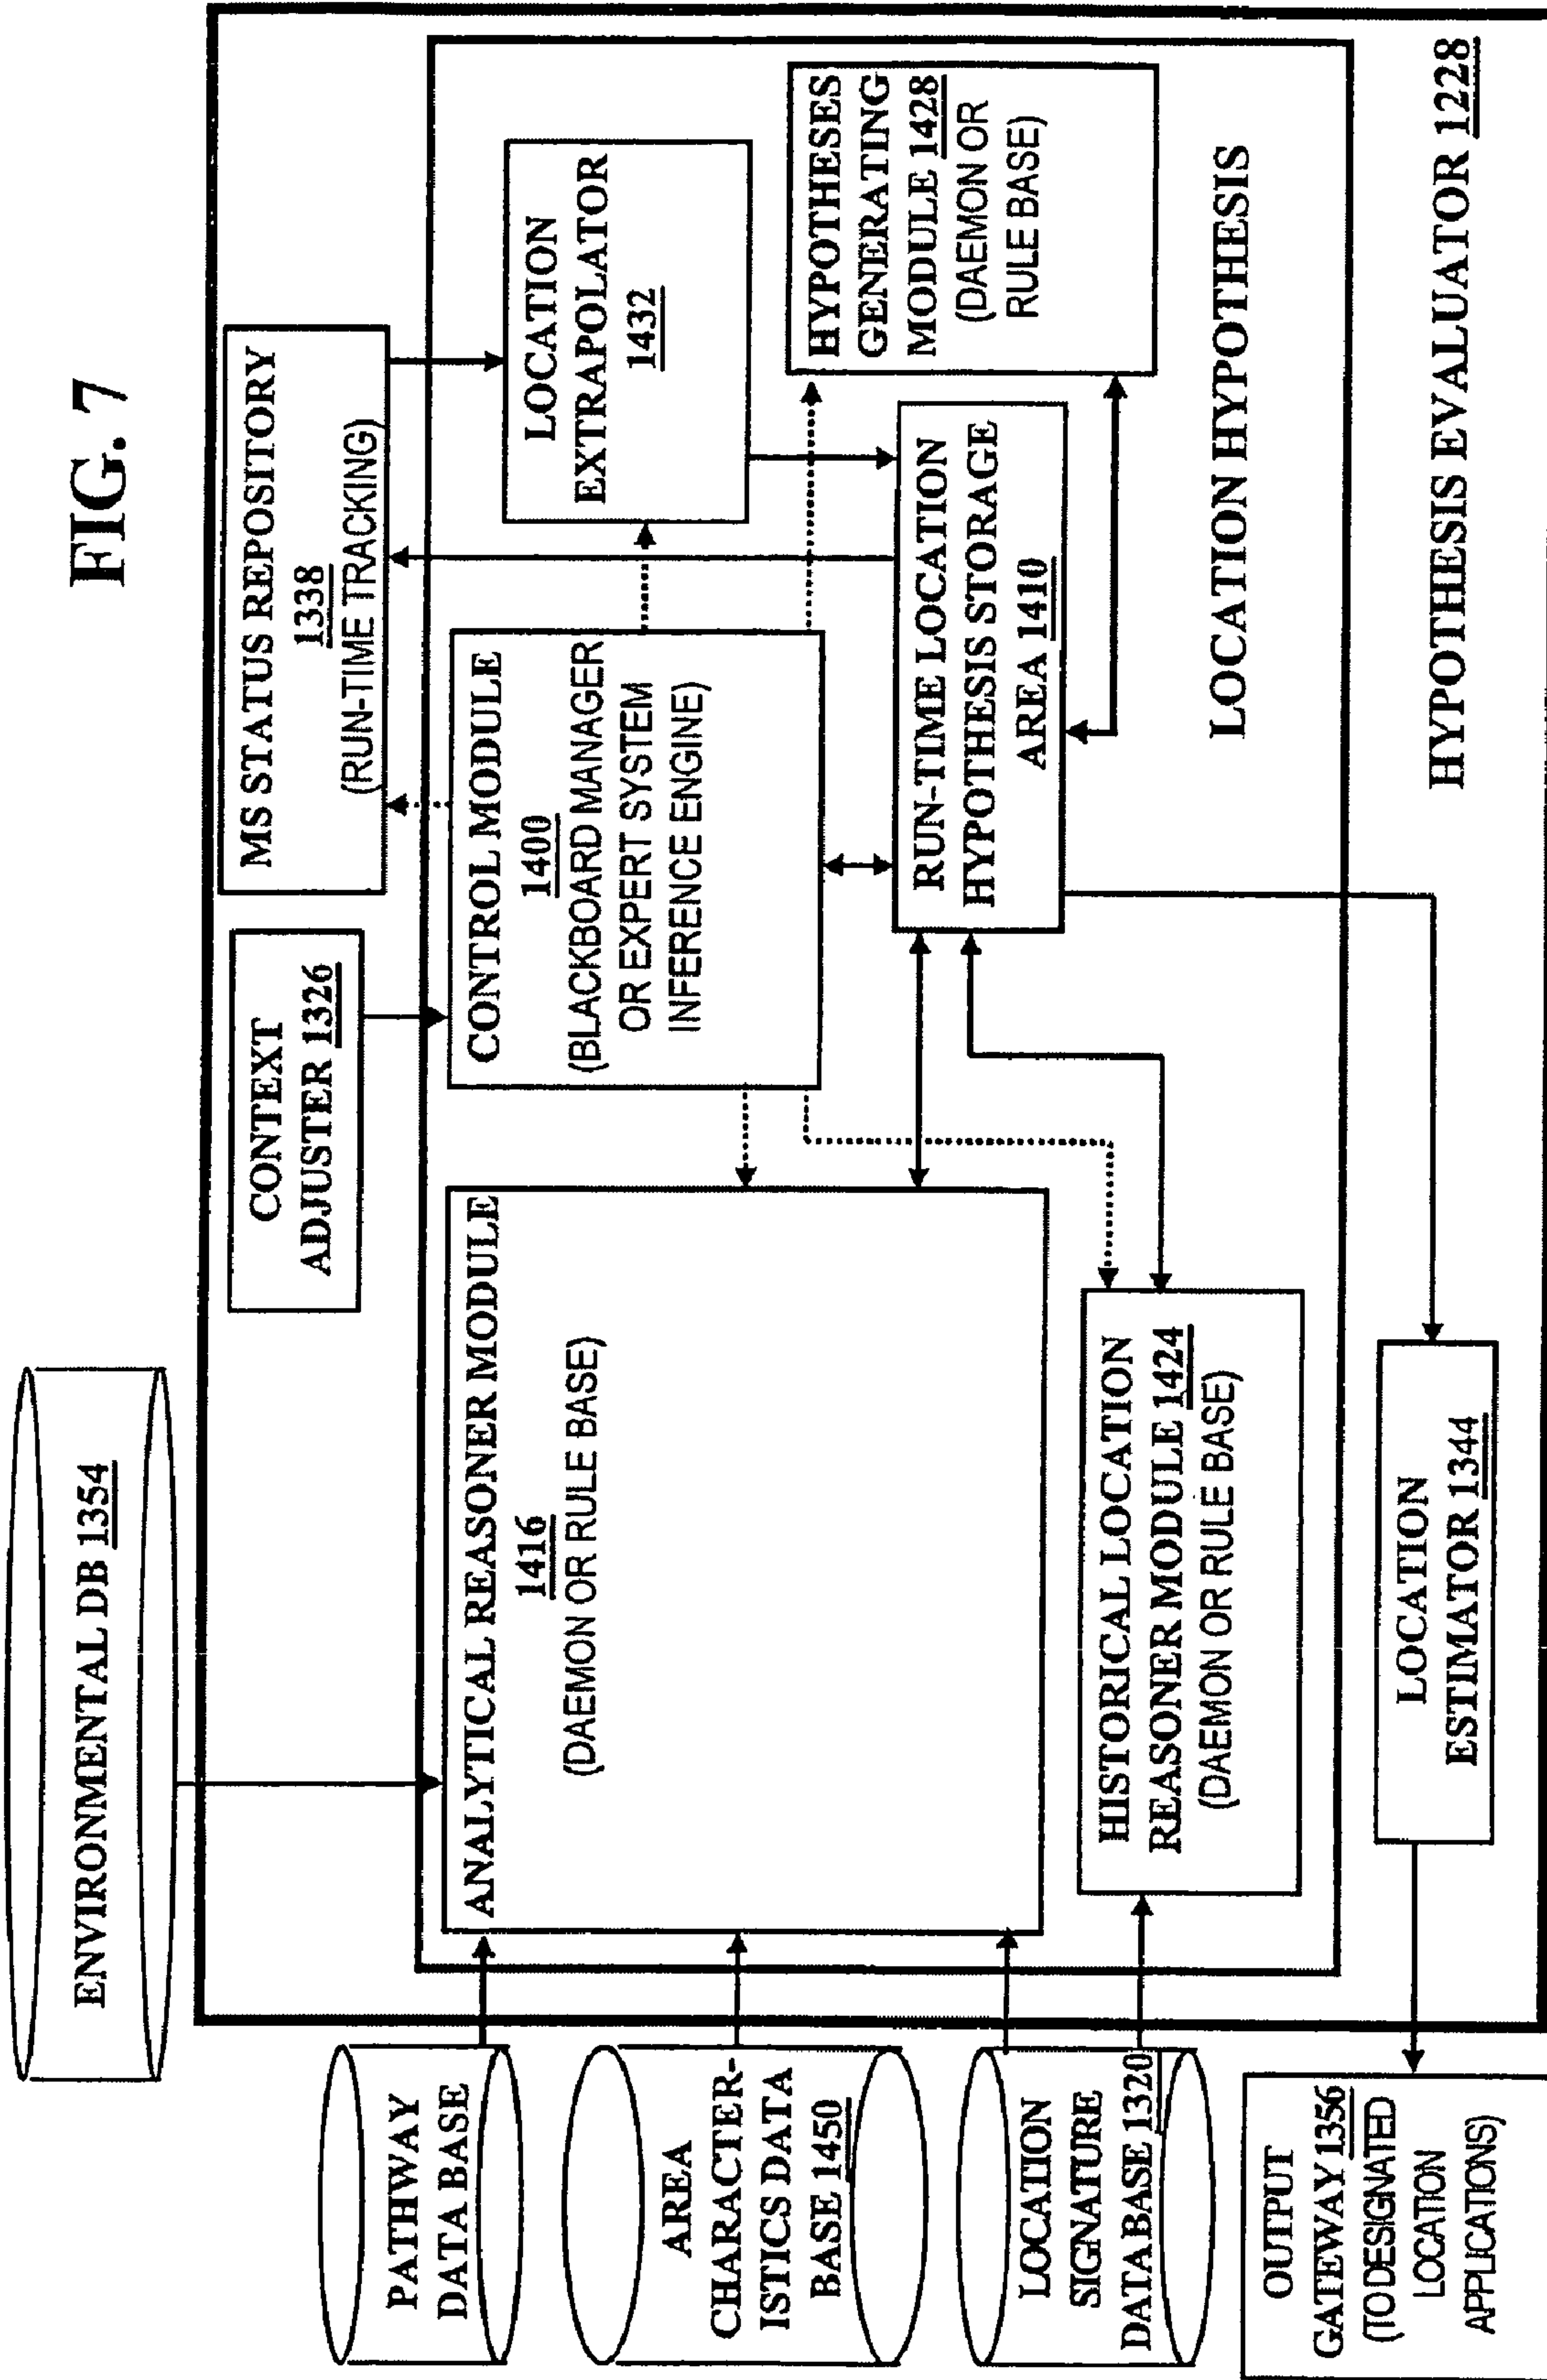 FIG. 7
ENVIRONMENTAL DB 1354
CONTEXT
ADJUSTER 1326
MS STATUS REPOSITORY
1338
(RUN-TIME TRACKING)
PATHWAY
DATA BASE
AREA
CHARACTER-
ISTICS DATA
BASE 1450
LOCATION
SIGNATURE
DATABASE 1320
OUTPUT
GATEWAY 1356
(TO DESIGNATED
LOCATION
APPLICATIONS)
ANALYTICAL REASONER MODULE
1416
(DAEMON OR RULE BASE)
CONTROL MODULE
1400
(BLACKBOARD MANAGER
OR EXPERT SYSTEM
INFERENCE ENGINE)
LOCATION
EXTRAPOLATOR
1432
HYPOTHESES
GENERATING
MODULE 1428
(DAEMON OR
RULE BASE)
RUN-TIME LOCATION
HYPOTHESIS STORAGE
AREA 1410
HISTORICAL LOCATION
REASONER MODULE 1424
(DAEMON OR RULE BASE)
LOCATION HYPOTHESIS
LOCATION
ESTIMATOR 1344
HYPOTHESIS EVALUATOR 1228